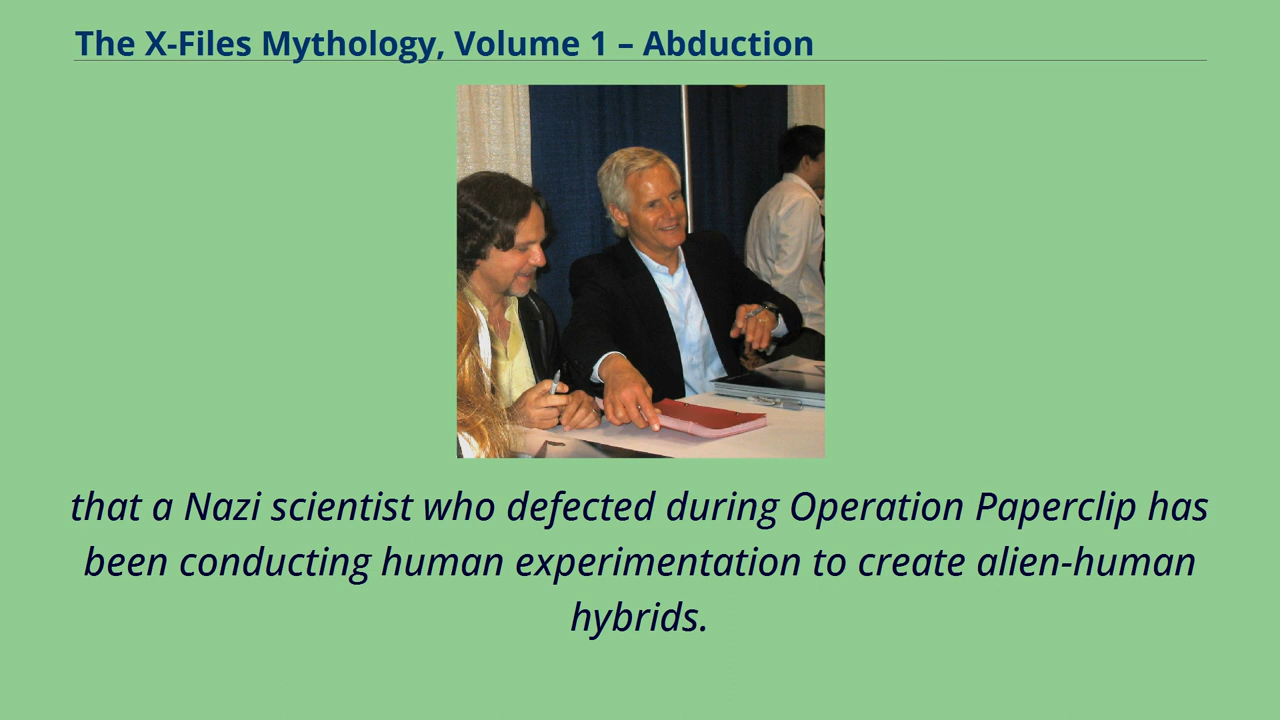 The X-Files Mythology, Volume 1 – Abduction
that a Nazi scientist who defected during Operation Paperclip has
been conducting human experimentation to create alien-human
hybrids.